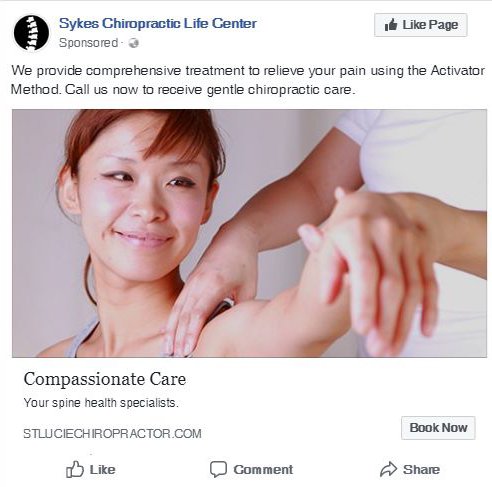 Sykes Chiropractic Life Center
Like Page
Sponsored ·
We provide comprehensive treatment to relieve your pain using the Activator
Method. Call us now to receive gentle chiropractic care.
Compassionate Care
Your spine health specialists.
STLUCIECHIROPRACTOR.COM
Book Now
Like
Comment
Share